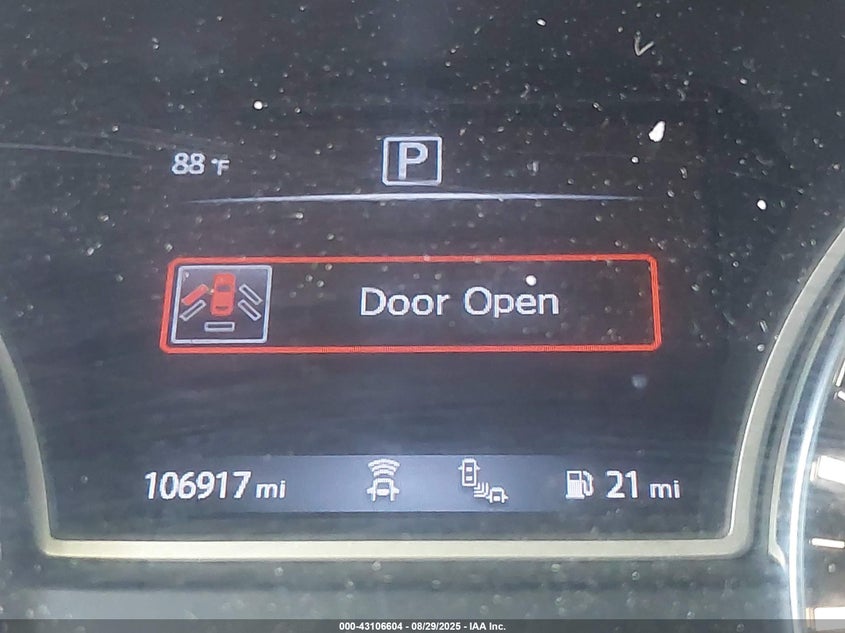 88 °F
P
Door Open
106917 mi
21 mi
000-43106604 - 08/29/2025 - IAA Inc.